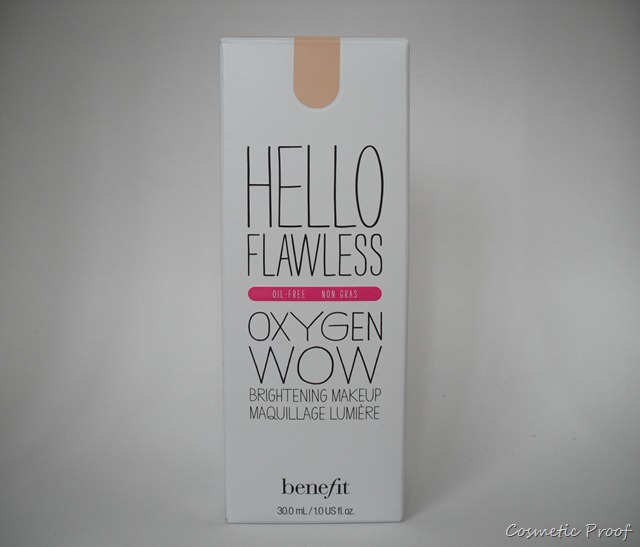 HELLO
FLAWLESS
OIL-FREE NON GRAS
OXYGEN
WOW
BRIGHTENING MAKEUP
MAQUILLAGE LUMIÈRE
benefit
30.0 mL / 1.0 US fl. oz.
Cosmetic Proof